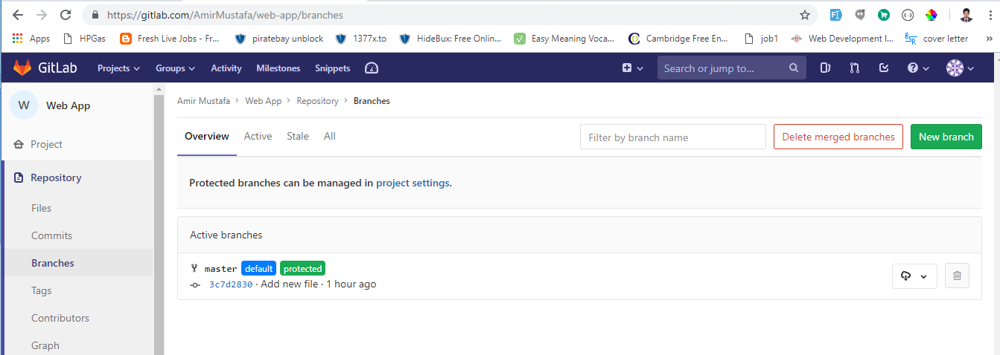 https://gitlab.com/AmirMustafa/web-app/branches
Apps HPGas Fresh Live Jobs - Fr... piratebay unblock 1377x.to HideBux: Free Onlin... Easy Meaning Voca... Cambridge Free En... job1 Web Development I... BSR cover letter »
GitLab Projects Groups Activity Milestones Snippets Search or jump to...
W Web App
Amir Mustafa > Web App > Repository > Branches
Overview Active Stale All Filter by branch name Delete merged branches New branch
Project
Repository
Protected branches can be managed in project settings.
Files
Commits
Branches
Tags
Contributors
Graph
Active branches
master default protected
3c7d2830 · Add new file · 1 hour ago